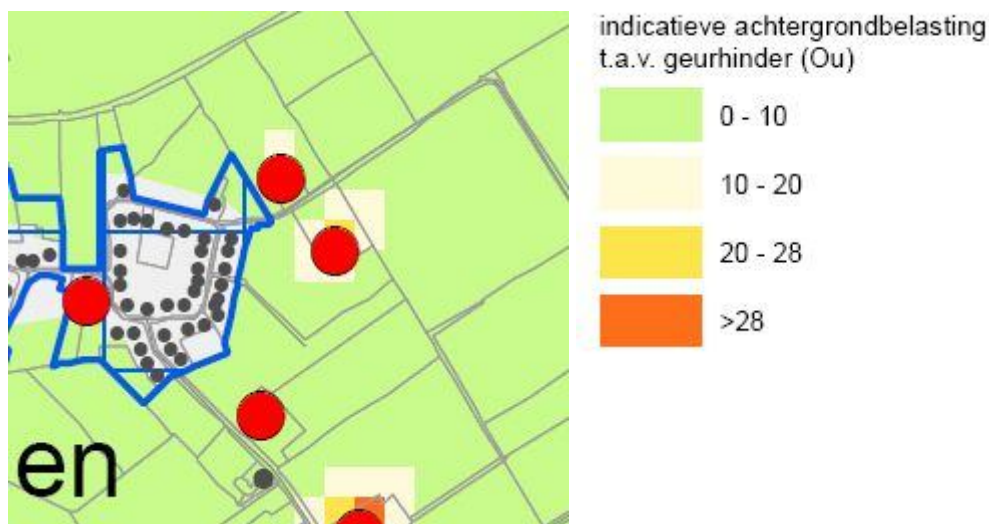 indicatieve achtergrondbelasting
t.a.v. geurhinder (Ou)
0 - 10
10 - 20
20 - 28
>28
en